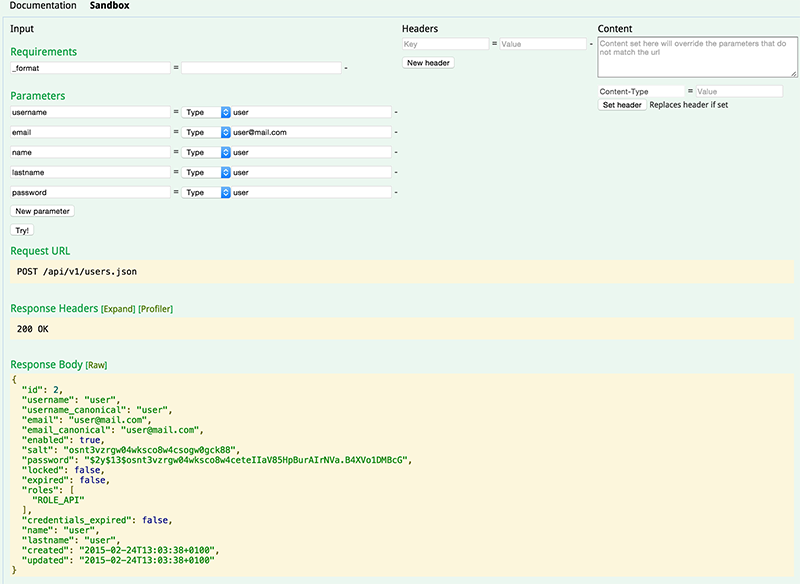 Documentation Sandbox
Input
Requirements
_format = -
Parameters
username = Type user -
email = Type user@mail.com -
name = Type user -
lastname = Type user -
password = Type user -
New parameter
Try!
Headers
Key = Value -
New header
Content
Content set here will override the parameters that do
not match the url
Content-Type = Value
Set header Replaces header if set
Request URL
POST /api/v1/users.json
Response Headers [Expand] [Profiler]
200 OK
Response Body [Raw]
{
"id": 2,
"username": "user",
"username_canonical": "user",
"email": "user@mail.com",
"email_canonical": "user@mail.com",
"enabled": true,
"salt": "osnt3vzrgw04wksco8w4csogw0gck88",
"password": "$2y$13$osnt3vzrgw04wksco8w4ceteIIaV85HpBurAIrNVa.B4XVo1DMBcG",
"locked": false,
"expired": false,
"roles": [
"ROLE_API"
],
"credentials_expired": false,
"name": "user",
"lastname": "user",
"created": "2015-02-24T13:03:38+0100",
"updated": "2015-02-24T13:03:38+0100"
}